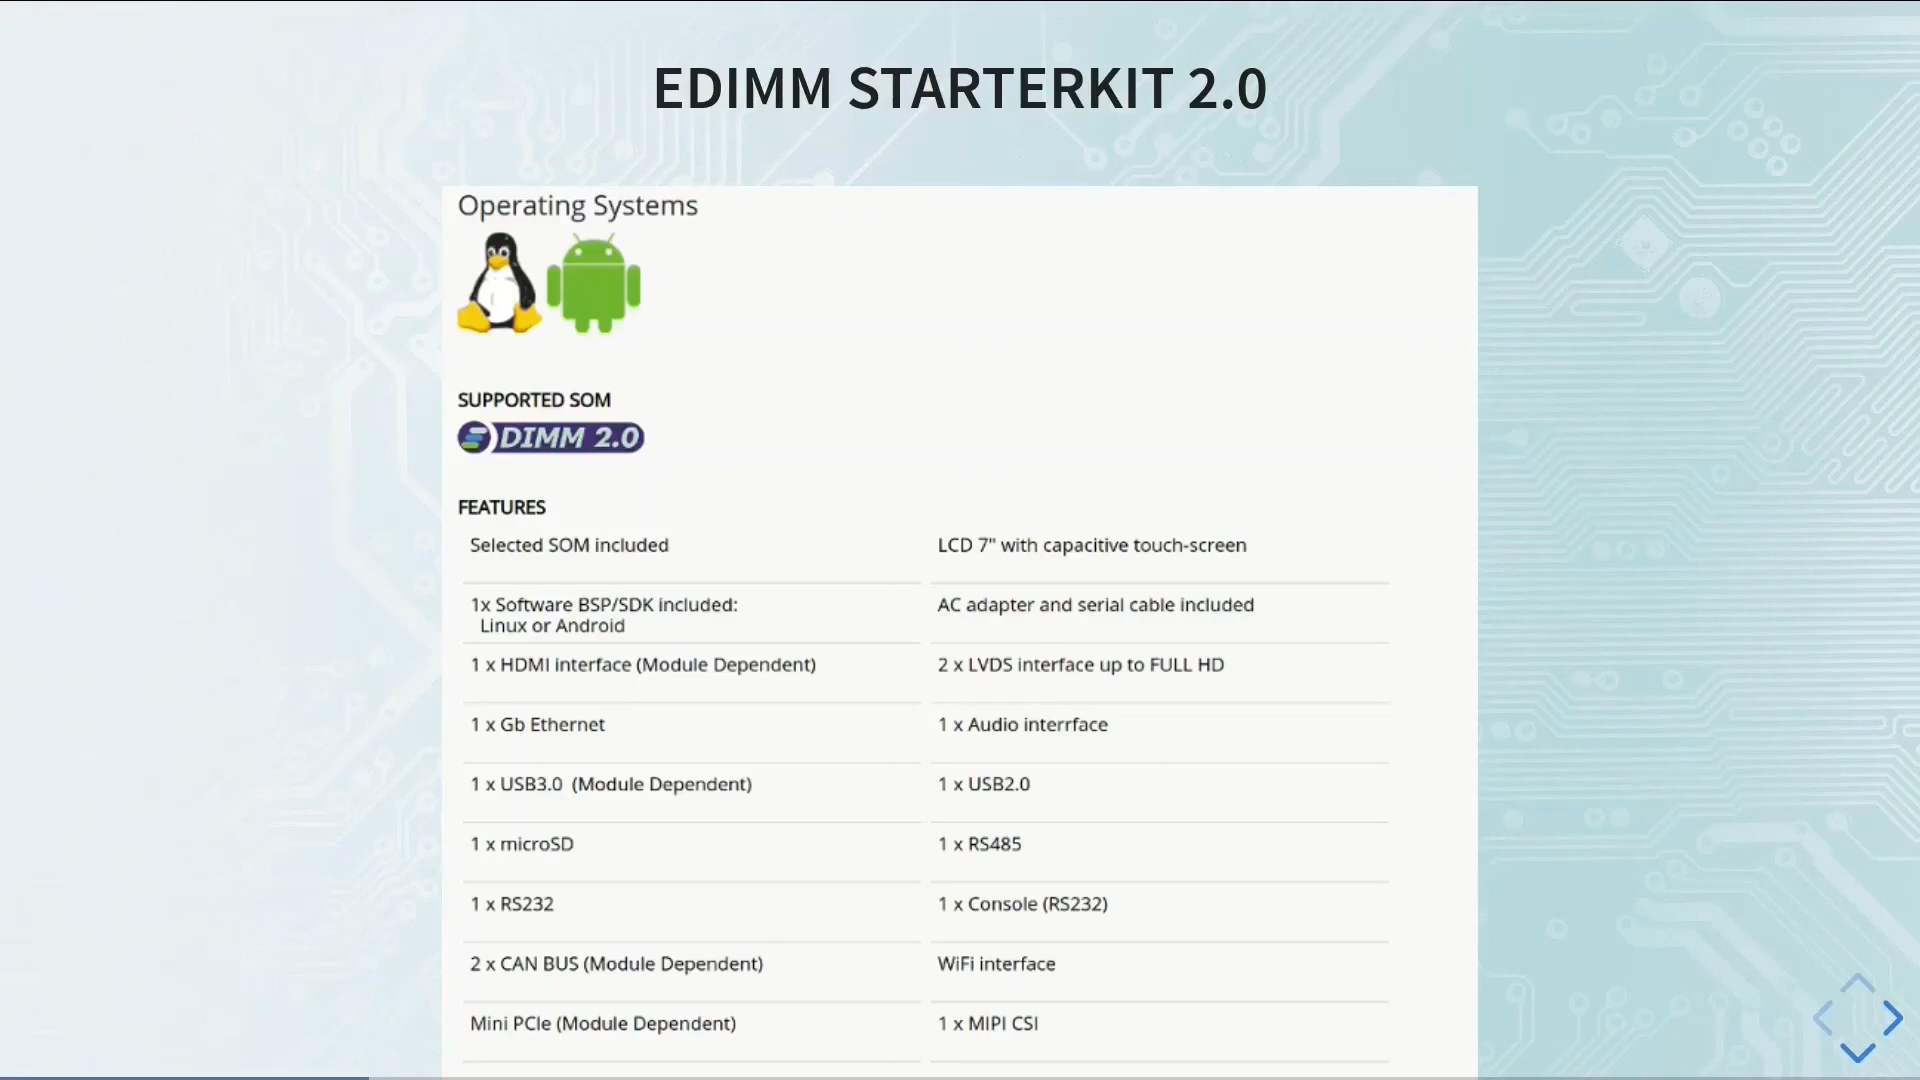 EDIMM STARTERKIT 2.0
Operating Systems
SUPPORTED SOM
DIMM 2.0
FEATURES
Selected SOM included
LCD 7" with capacitive touch-screen
1x Software BSP/SDK included:
Linux or Android
AC adapter and serial cable included
1 x HDMI interface (Module Dependent)
2 x LVDS interface up to FULL HD
1 x Gb Ethernet
1 x Audio interrface
1 x USB3.0 (Module Dependent)
1 x USB2.0
1 x microSD
1 x RS485
1 x RS232
1 x Console (RS232)
2 x CAN BUS (Module Dependent)
WiFi interface
Mini PCIe (Module Dependent)
1 x MIPI CSI